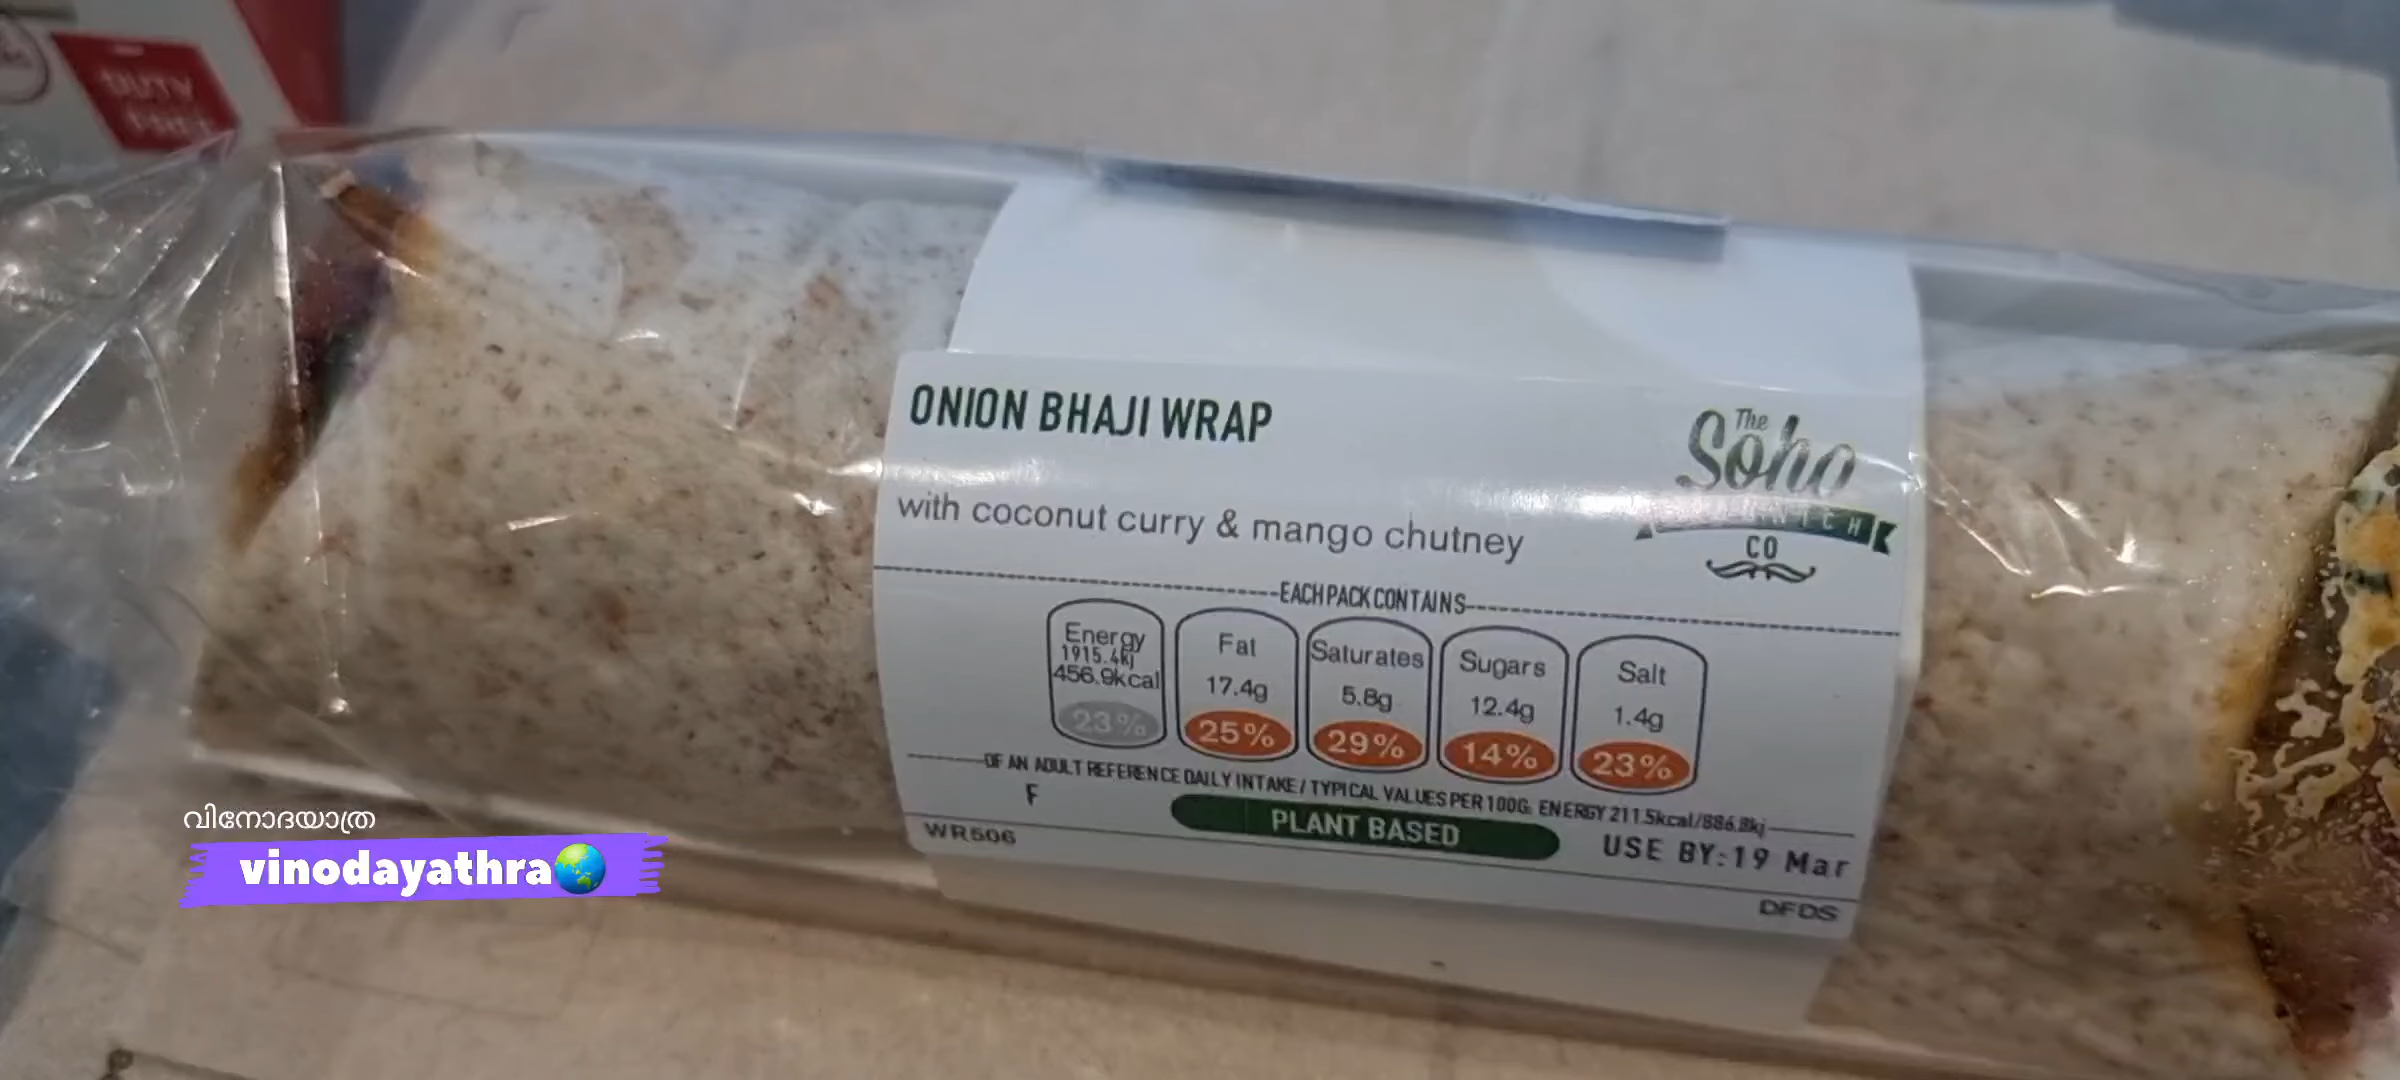 DUTY
FREE
ONION BHAJI WRAP
with coconut curry & mango chutney
The
Soho
SANDWICH
CO
EACH PACK CONTAINS
Energy
1915.4kj
456.9kcal
23%
Fat
17.4g
25%
Saturates
5.8g
29%
Sugars
12.4g
14%
Salt
1.4g
23%
OF AN ADULT REFERENCE DAILY INTAKE / TYPICAL VALUES PER 100G: ENERGY 211.5kcal/886.8kj
F
PLANT BASED
WR506
USE BY:19 Mar
DFDS
വിനോദയാത്ര
vinodayathra